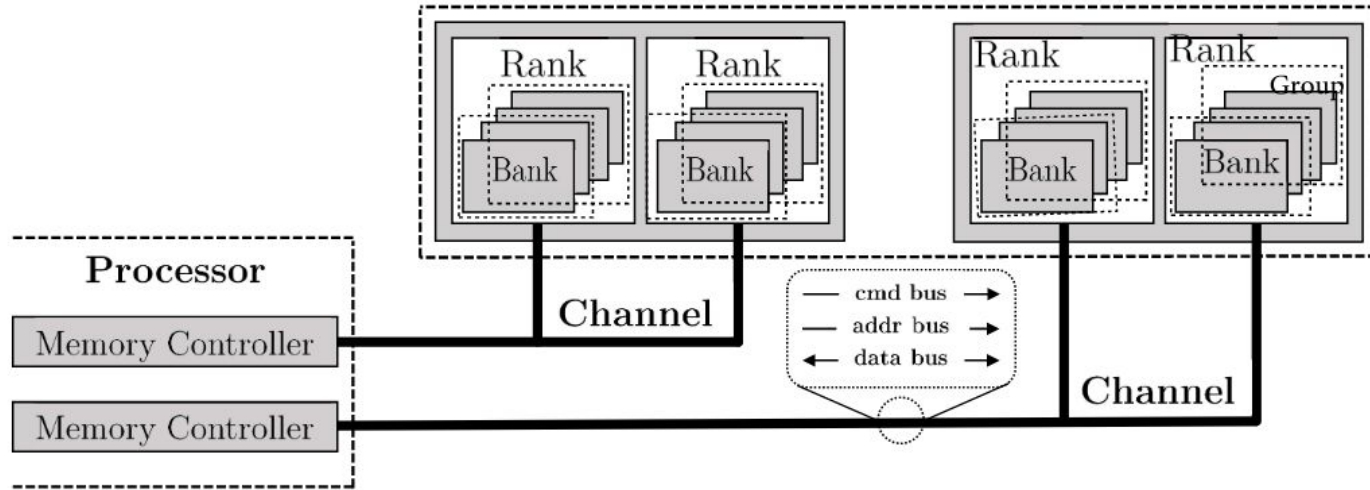 Rank
Rank
Rank
Rank
Group
Bank
Bank
Bank
Bank
Processor
Memory Controller
Memory Controller
Channel
cmd bus
addr bus
data bus
Channel